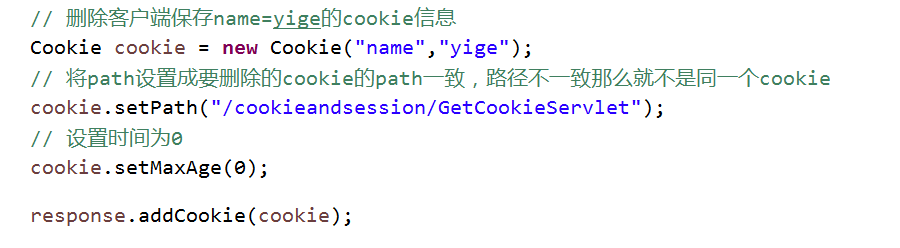 // 删除客户端保存name=yige的cookie信息
Cookie cookie = new Cookie("name","yige");
// 将path设置成要删除的cookie的path一致，路径不一致那么就不是同一个cookie
cookie.setPath("/cookieandsession/GetCookieServlet");
// 设置时间为0
cookie.setMaxAge(0);
response.addCookie(cookie);